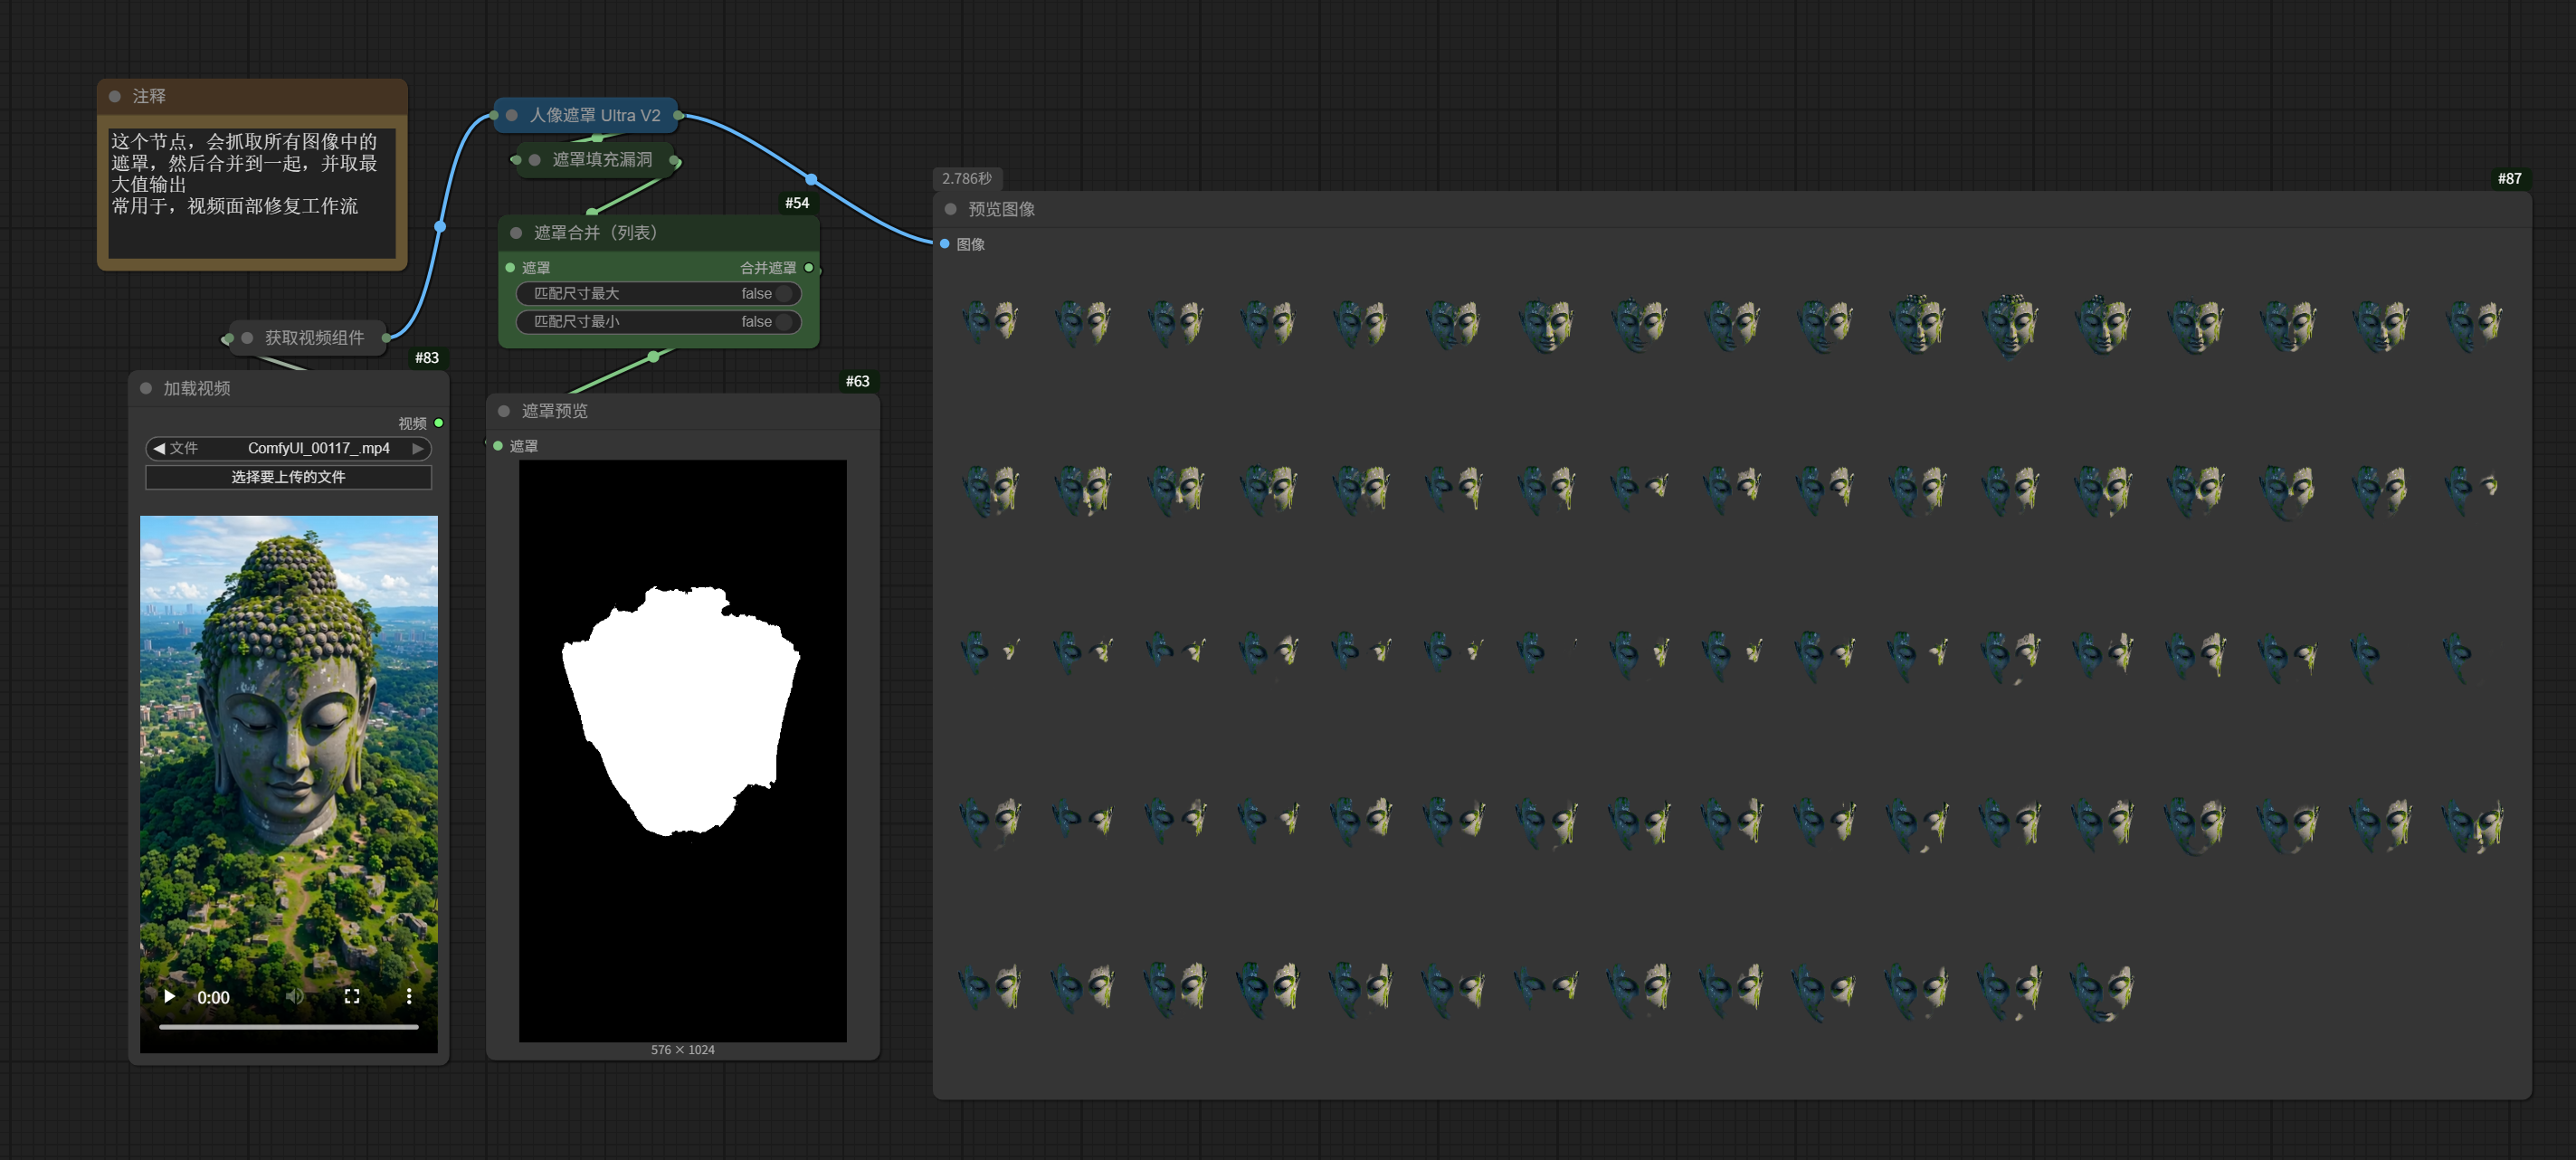 注释
这个节点，会抓取所有图像中的
遮罩，然后合并到一起，并取最
大值输出
常用于，视频面部修复工作流
获取视频组件
#83
加载视频
视频
文件 ComfyUI_00117_.mp4
选择要上传的文件
0:00
人像遮罩 Ultra V2
遮罩填充漏洞
#54
遮罩合并（列表）
遮罩 合并遮罩
匹配尺寸最大 false
匹配尺寸最小 false
#63
遮罩预览
遮罩
576 × 1024
2.786秒
#87
预览图像
图像